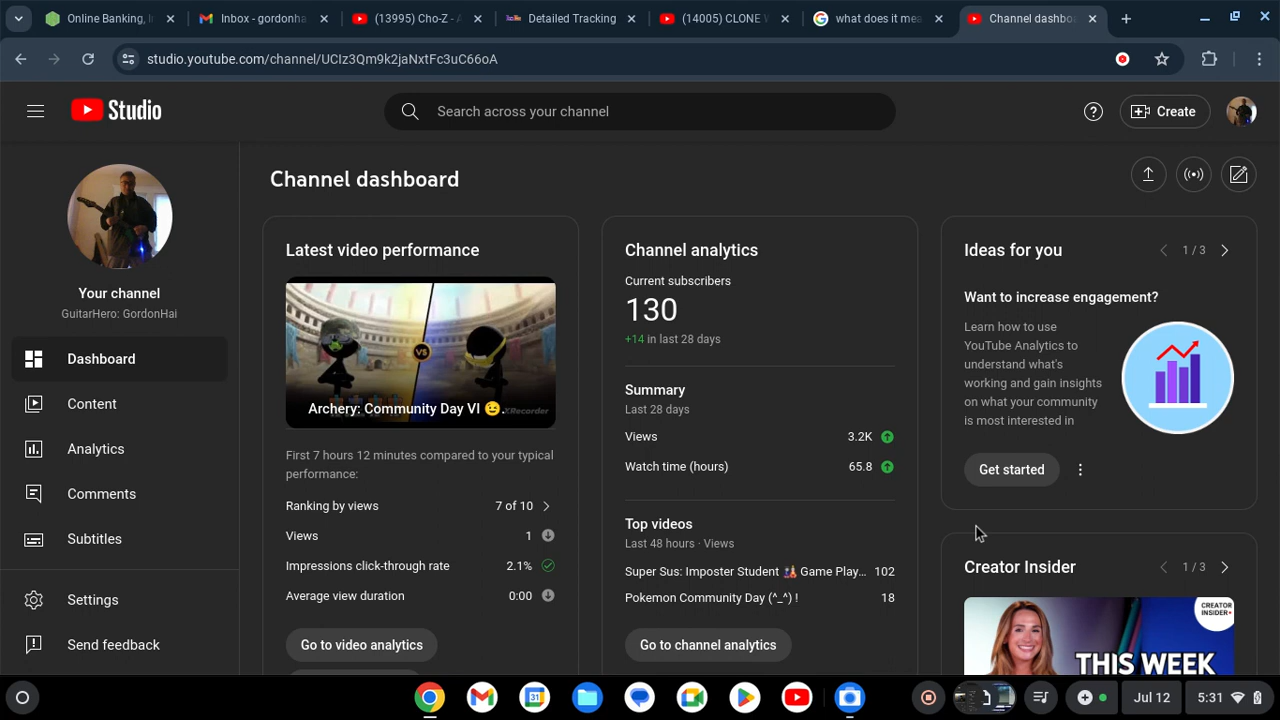 Online Banking, I
Inbox - gordonha
(13995) Cho-Z - A
Detailed Tracking
(14005) CLONE V
what does it mea
Channel dashboa
studio.youtube.com/channel/UCIz3Qm9k2jaNxtFc3uC66oA
Studio
Search across your channel
Create
Your channel
GuitarHero: GordonHai
Dashboard
Content
Analytics
Comments
Subtitles
Settings
Send feedback
Channel dashboard
Latest video performance
VS
Archery: Community Day VI 😉.
XRecorder
First 7 hours 12 minutes compared to your typical
performance:
Ranking by views 7 of 10
Views 1
Impressions click-through rate 2.1%
Average view duration 0:00
Go to video analytics
Channel analytics
Current subscribers
130
+14 in last 28 days
Summary
Last 28 days
Views 3.2K
Watch time (hours) 65.8
Top videos
Last 48 hours · Views
Super Sus: Imposter Student 🎎 Game Play... 102
Pokemon Community Day (^_^) ! 18
Go to channel analytics
Ideas for you 1 / 3
Want to increase engagement?
Learn how to use
YouTube Analytics to
understand what's
working and gain insights
on what your community
is most interested in
Get started
Creator Insider 1 / 3
CREATOR
INSIDER
THIS WEEK
Jul 12
5:31